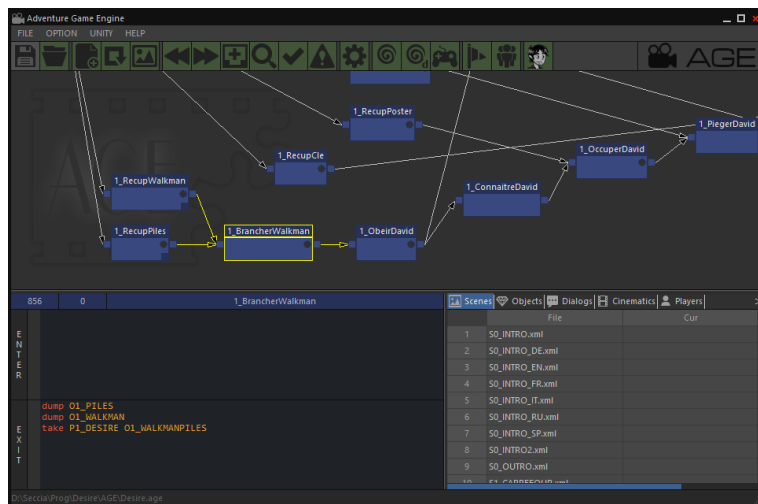 Adventure Game Engine
FILE OPTION UNITY HELP
AGE
1_RecupPoster
1_PiegerDavid
1_OccuperDavid
1_RecupCle
1_RecupWalkman
1_ConnaitreDavid
1_RecupPiles
1_BrancherWalkman
1_ObeirDavid
856 0 1_BrancherWalkman
Scenes Objects Dialogs Cinematics Players
File Cur
1 S0_INTRO.xml
2 S0_INTRO_DE.xml
3 S0_INTRO_EN.xml
4 S0_INTRO_FR.xml
5 S0_INTRO_IT.xml
6 S0_INTRO_RU.xml
7 S0_INTRO_SP.xml
8 S0_INTRO2.xml
9 S0_OUTRO.xml
10 S1_CARREFOUR.xml
ENTER
dump O1_PILES
dump O1_WALKMAN
take P1_DESIRE O1_WALKMANPILES
EXIT
D:\Seccia\Prog\Desire\AGE\Desire.age